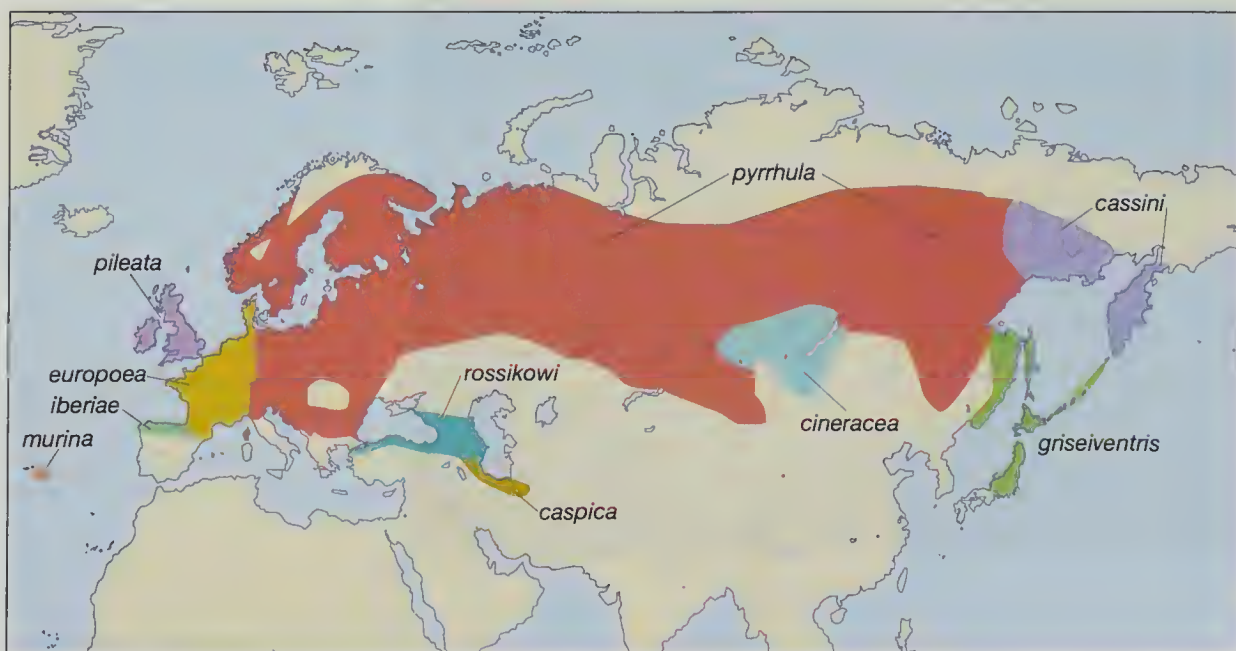 pyrrhula
cassini
pileata
europoea
rossikowi
iberiae
cineracea
murina
griseiventris
caspica